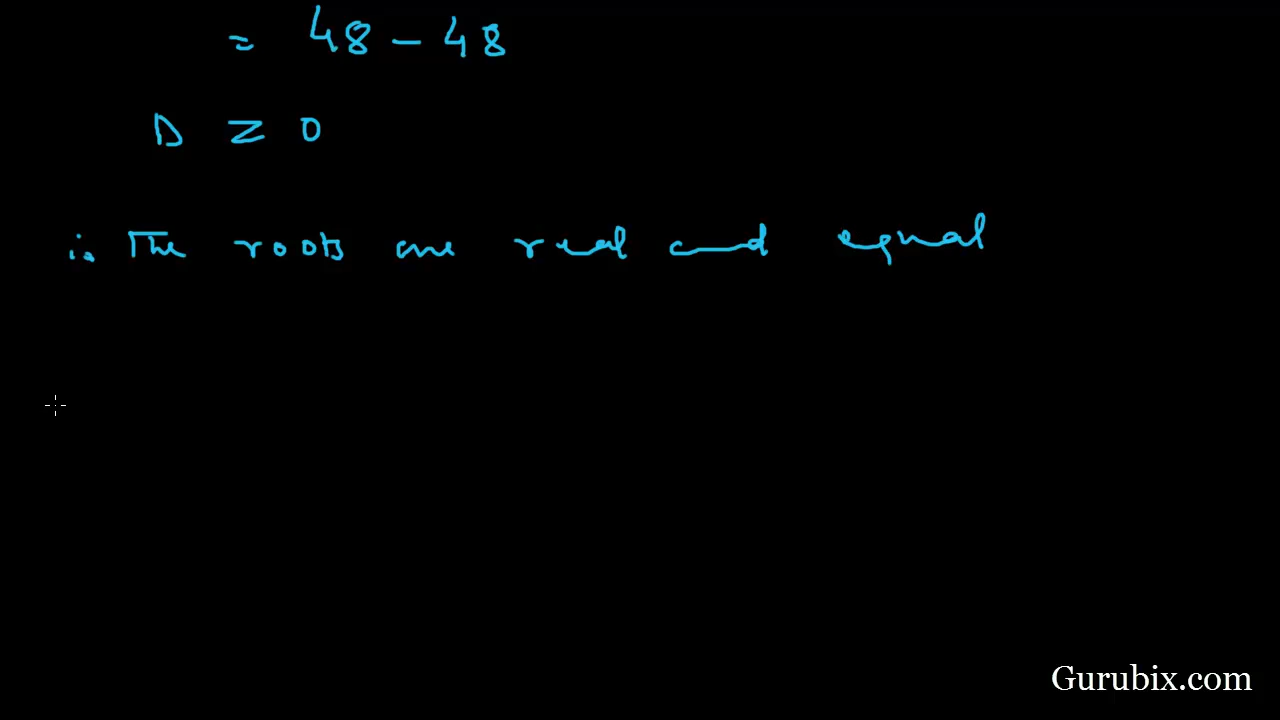 = 48 - 48
D = 0
∴ The roots are real and equal
Gurubix.com